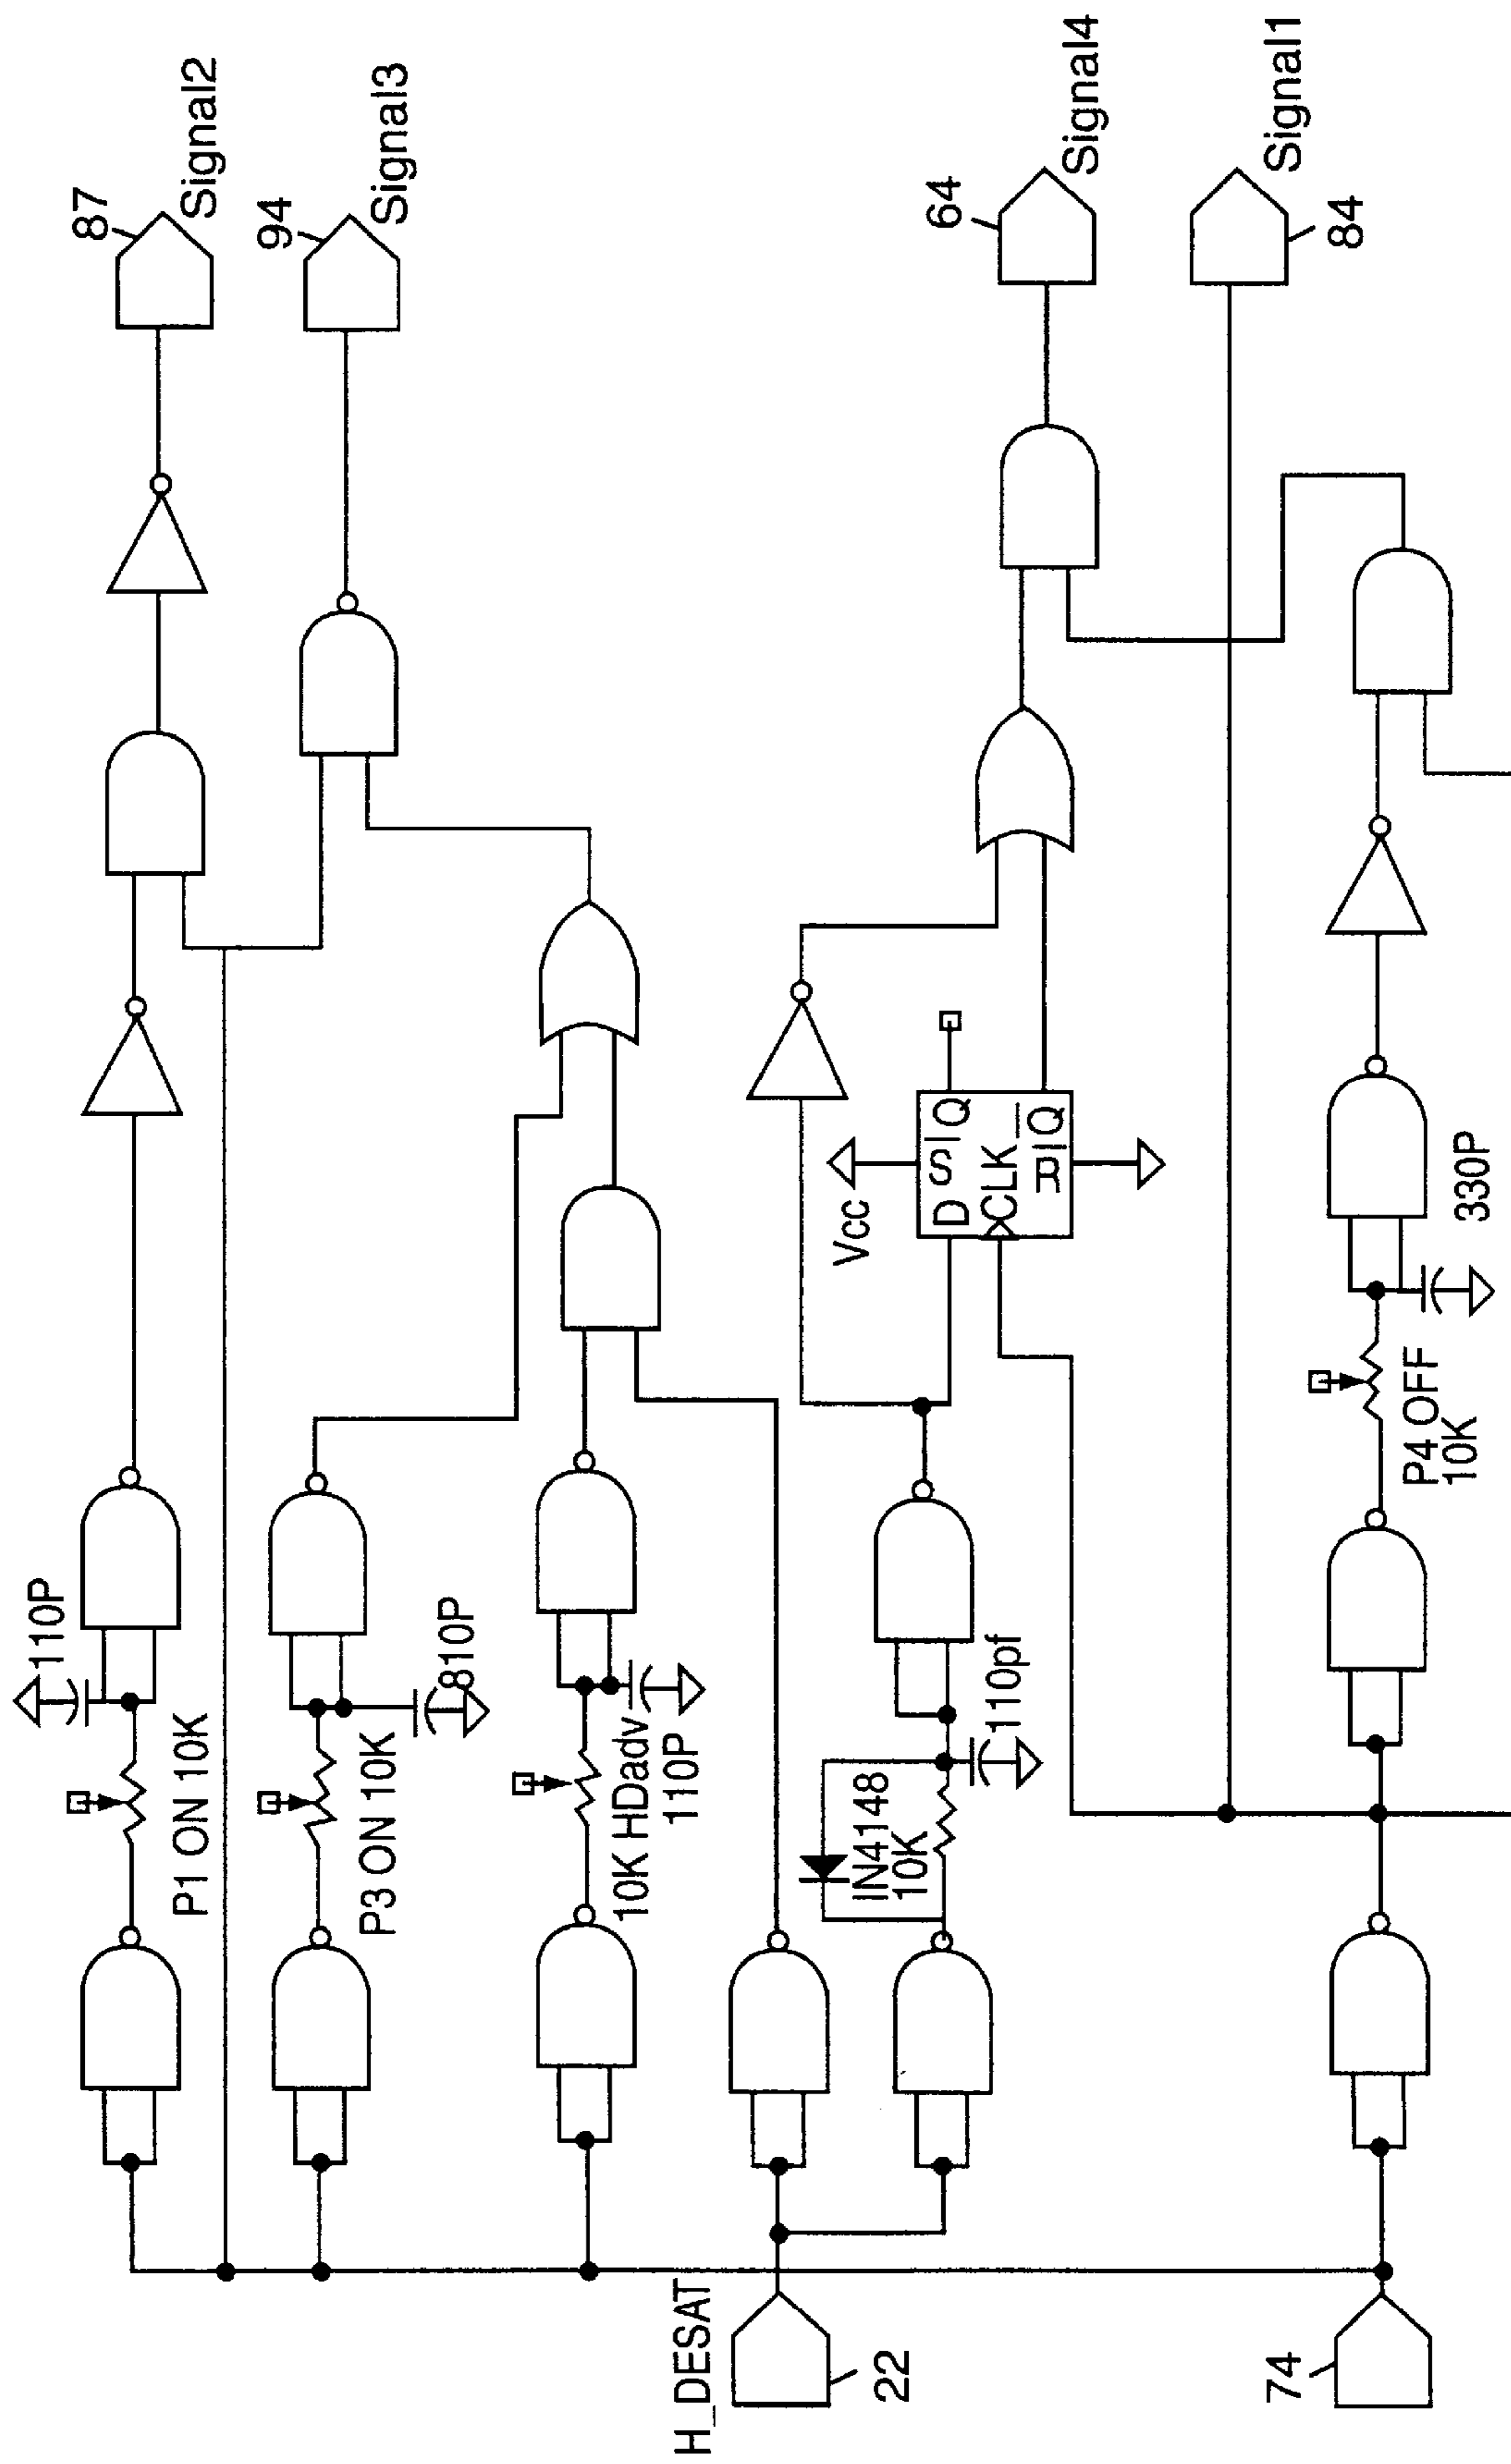 87
Signal2
94
Signal3
64
Signal4
Signal1
84
110P
P1 ON 10K
P3 ON 10K
810P
10K HDadv
110P
IN4148
10K
110pf
Vcc
D
S
Q
CLK
R
Q
P4 OFF
10K
330P
H_DESAT
22
74